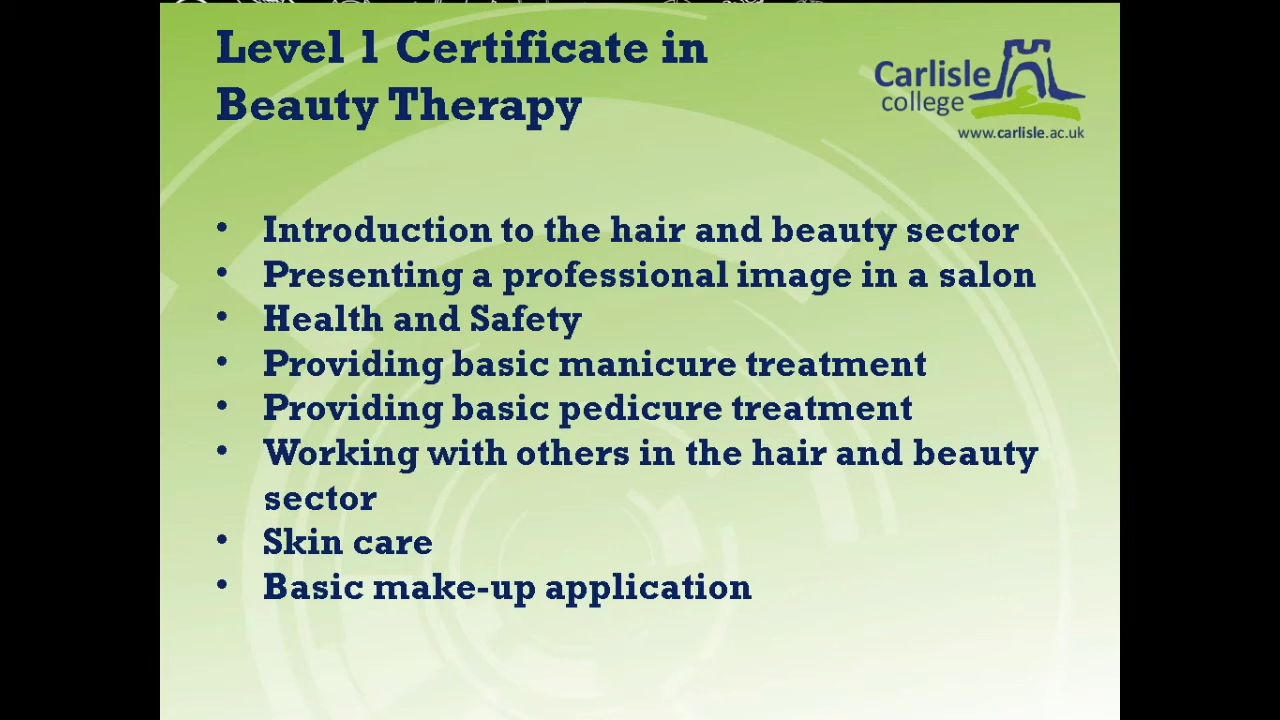 Level 1 Certificate in
Beauty Therapy
Carlisle
college
www.carlisle.ac.uk
• Introduction to the hair and beauty sector
• Presenting a professional image in a salon
• Health and Safety
• Providing basic manicure treatment
• Providing basic pedicure treatment
• Working with others in the hair and beauty
sector
• Skin care
• Basic make-up application